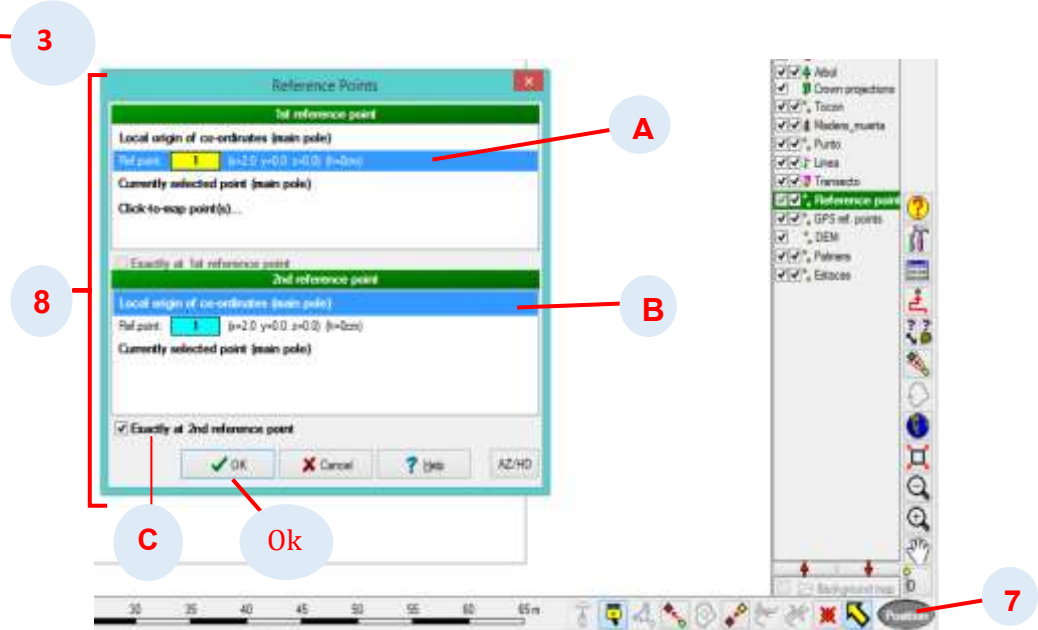 3
Reference Points
1st reference point
Local origin of co-ordinates (main pole)
Ref.point: 1 (x=2.0 y=0.0 z=0.0) (h=0cm)
Currently selected point (main pole)
Click-to-map point(s)...
Exactly at 1st reference point
2nd reference point
Local origin of co-ordinates (main pole)
Ref.point: 1 (x=2.0 y=0.0 z=0.0) (h=0cm)
Currently selected point (main pole)
Exactly at 2nd reference point
OK
Cancel
? Help
AZ/HD
A
B
8
C
Ok
Arbol
Crown projections
Tocon
Madera_muerta
Punto
Linea
Transecto
Reference point
GPS ref. points
DEM
Palmera
Estacas
Background map
30 35 40 45 50 55 60 65 m
Position
7